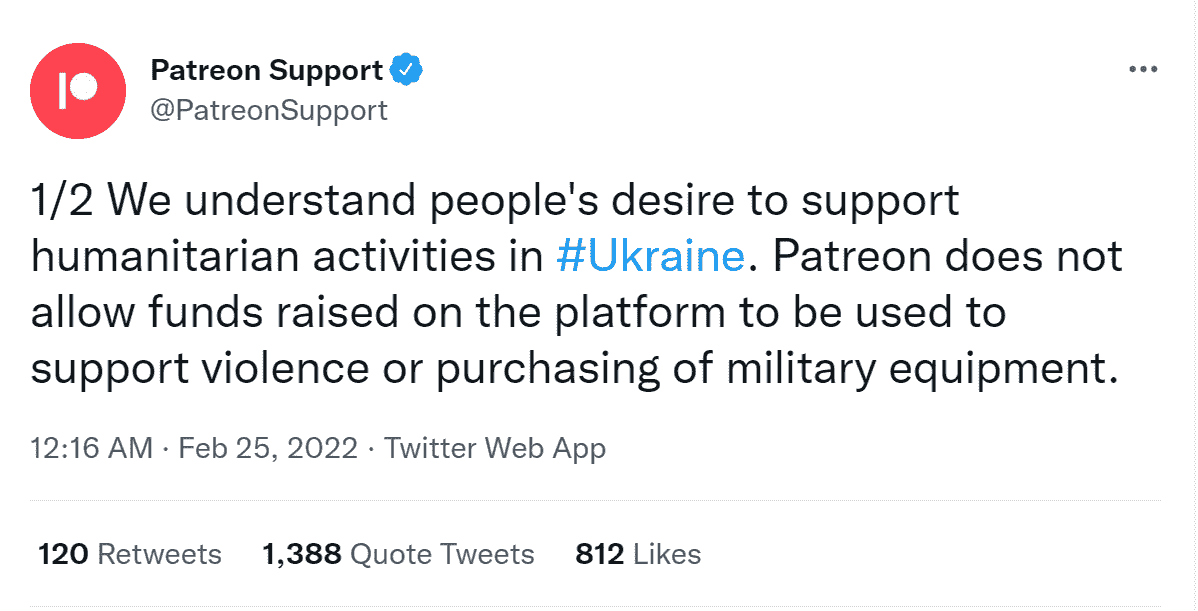 Patreon Support
@PatreonSupport
1/2 We understand people's desire to support
humanitarian activities in #Ukraine. Patreon does not
allow funds raised on the platform to be used to
support violence or purchasing of military equipment.
12:16 AM · Feb 25, 2022 · Twitter Web App
120 Retweets 1,388 Quote Tweets 812 Likes